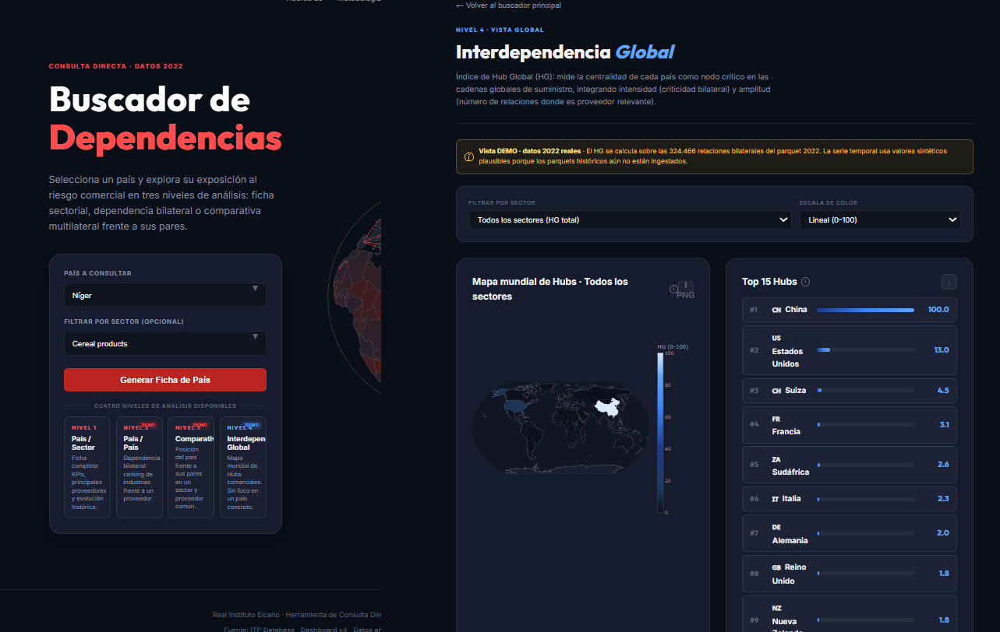 CONSULTA DIRECTA · DATOS 2022
Buscador de
Dependencias
Selecciona un país y explora su exposición al
riesgo comercial en tres niveles de análisis: ficha
sectorial, dependencia bilateral o comparativa
multilateral frente a sus pares.
PAÍS A CONSULTAR
Níger
FILTRAR POR SECTOR (OPCIONAL)
Cereal products
Generar Ficha de País
CUATRO NIVELES DE ANÁLISIS DISPONIBLES
NIVEL 1
País /
Sector
Ficha
completa:
KPIs,
principales
proveedores
y evolución
histórica.
NIVEL 2
DEMO
País /
País
Dependencia
bilateral:
ranking de
industrias
frente a un
proveedor.
NIVEL 3
DEMO
Comparativ
Posición
del país
frente a
sus pares
en un
sector y
proveedor
común.
NIVEL 4
DEMO
Interdepen
Global
Mapa
mundial de
Hubs
comerciales.
Sin foco en
un país
concreto.
Real Instituto Elcano · Herramienta de Consulta Dire
Fuente: ITP Database · Dashboard v4 · Datos añ
← Volver al buscador principal
NIVEL 4 · VISTA GLOBAL
Interdependencia Global
Índice de Hub Global (HG): mide la centralidad de cada país como nodo crítico en las
cadenas globales de suministro, integrando intensidad (criticidad bilateral) y amplitud
(número de relaciones donde es proveedor relevante).
Vista DEMO · datos 2022 reales · El HG se calcula sobre las 324.466 relaciones bilaterales del parquet 2022. La serie temporal usa valores sintéticos
plausibles porque los parquets históricos aún no están ingestados.
FILTRAR POR SECTOR
Todos los sectores (HG total)
ESCALA DE COLOR
Lineal (0-100)
Mapa mundial de Hubs · Todos los
sectores
PNG
HG (0-100)
100
80
60
40
20
0
Top 15 Hubs
#1 CN China 100.0
#2 US
Estados
Unidos
13.0
#3 CH Suiza 4.5
#4 FR
Francia
3.1
#5 ZA
Sudáfrica
2.6
#6 IT Italia 2.3
#7 DE
Alemania
2.0
#8 GB Reino
Unido
1.8
#9 NZ
Nueva
1.8